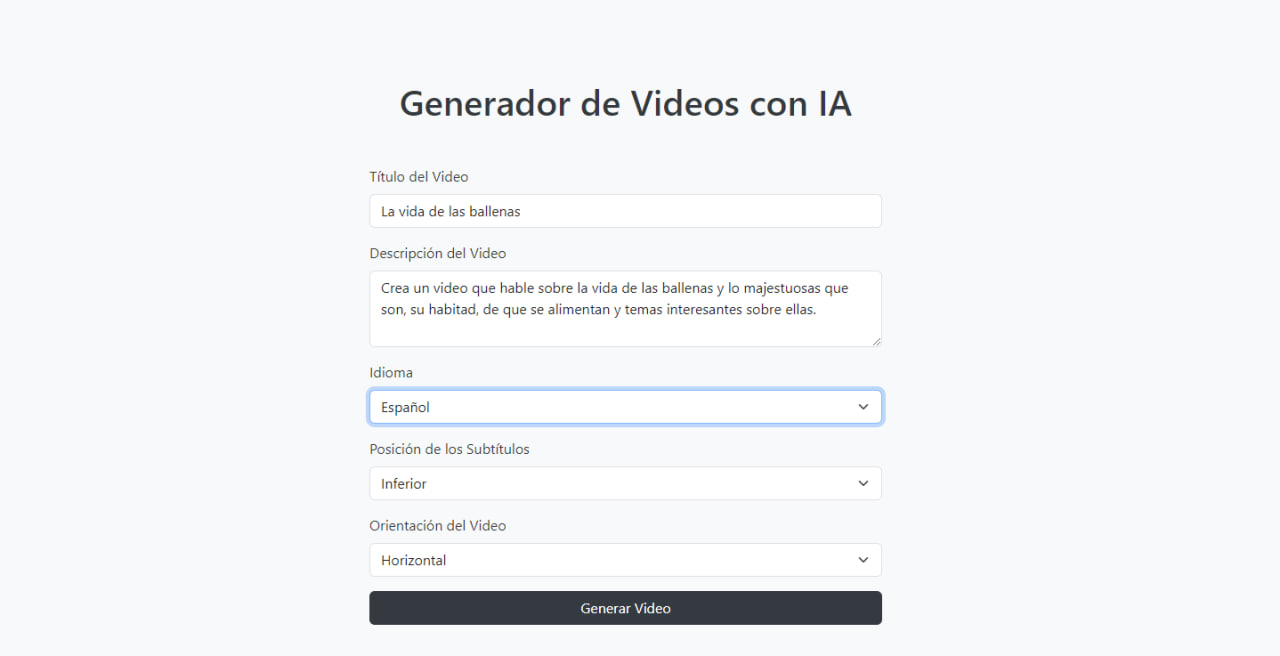 Generador de Videos con IA
Título del Video
La vida de las ballenas
Descripción del Video
Crea un video que hable sobre la vida de las ballenas y lo majestuosas que
son, su habitad, de que se alimentan y temas interesantes sobre ellas.
Idioma
Español
Posición de los Subtítulos
Inferior
Orientación del Video
Horizontal
Generar Video